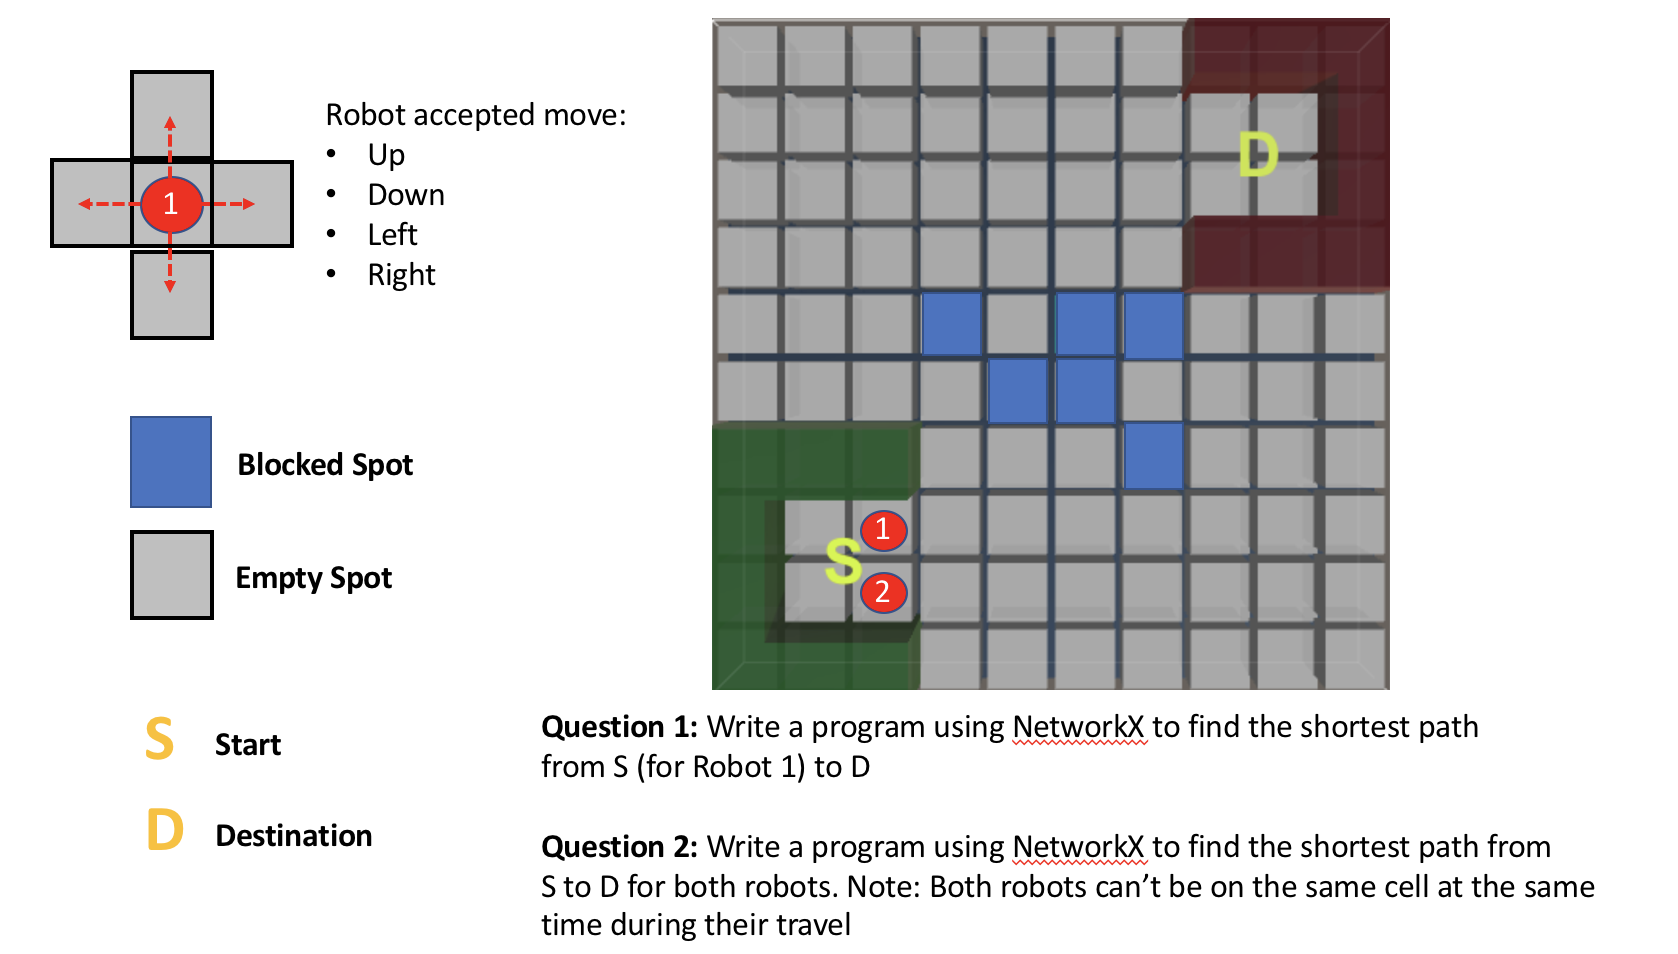 1
Robot accepted move:
• Up
• Down
• Left
• Right
Blocked Spot
Empty Spot
S Start
D Destination
D
1
S
2
Question 1: Write a program using NetworkX to find the shortest path
from S (for Robot 1) to D
Question 2: Write a program using NetworkX to find the shortest path from
S to D for both robots. Note: Both robots can’t be on the same cell at the same
time during their travel